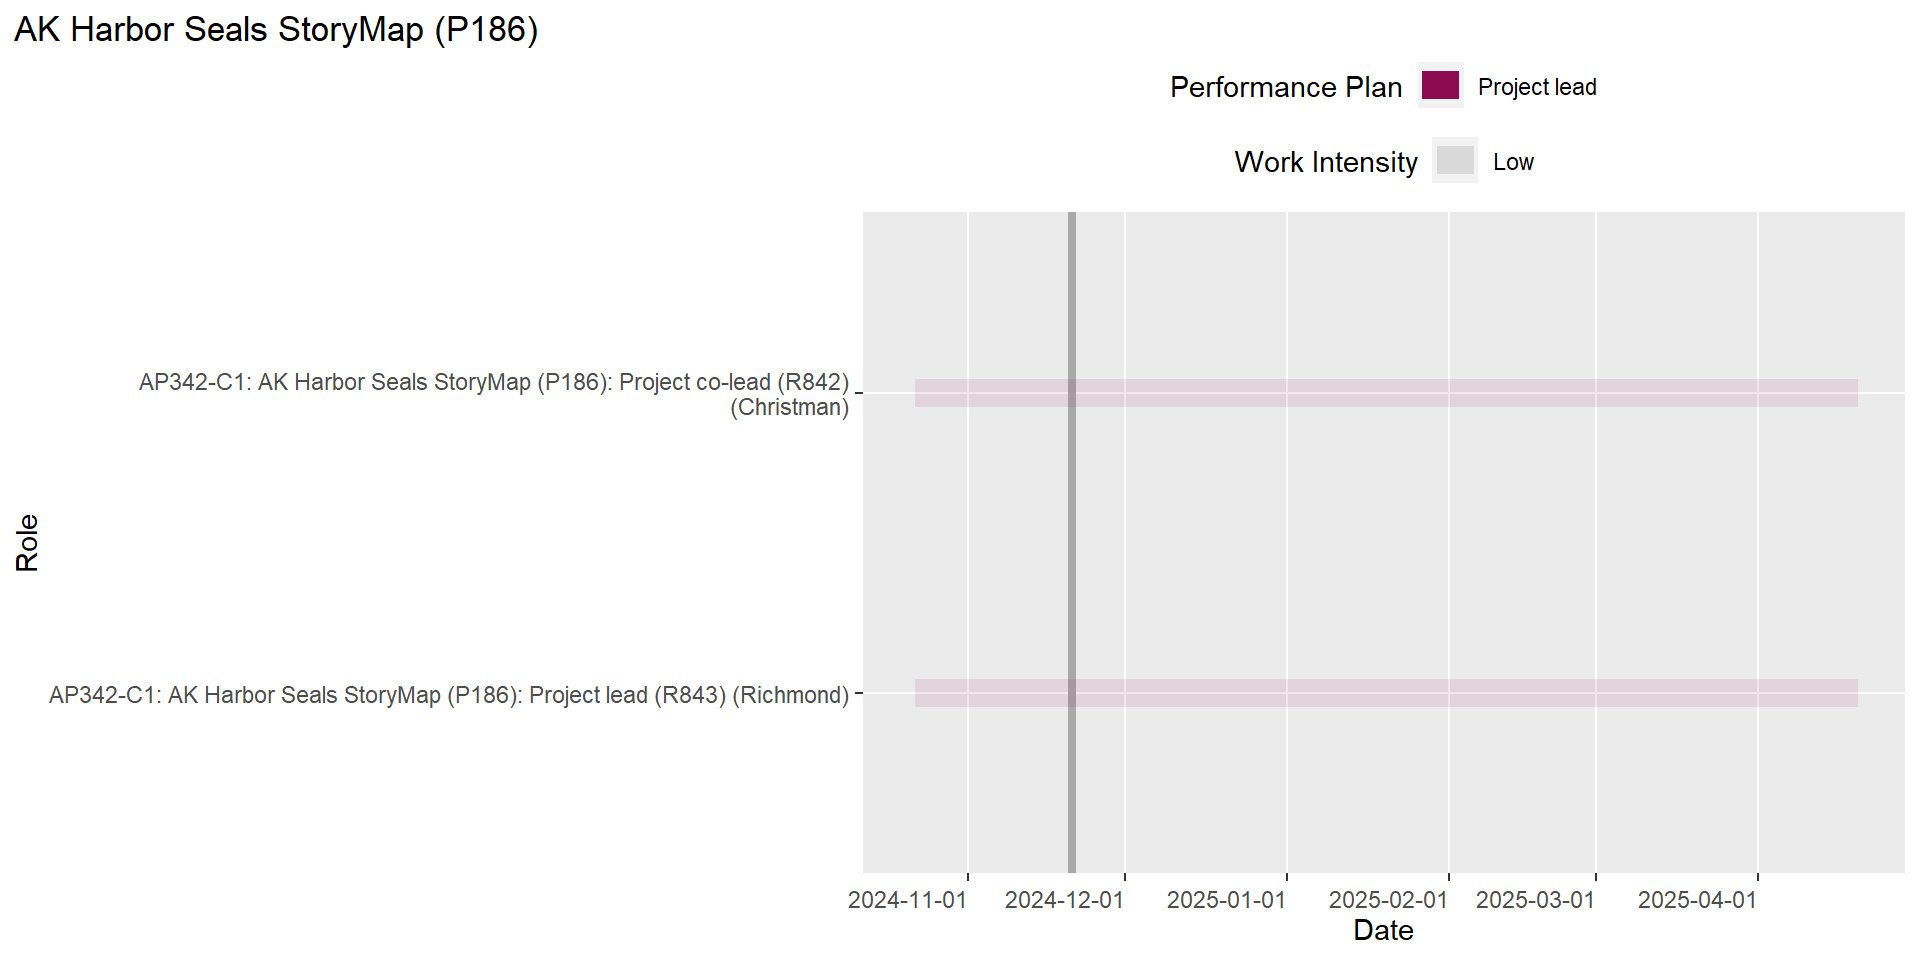 AK Harbor Seals StoryMap (P186)
Performance Plan
Project lead
Work Intensity
Low
AP342-C1: AK Harbor Seals StoryMap (P186): Project co-lead (R842)
(Christman)
Role
AP342-C1: AK Harbor Seals StoryMap (P186): Project lead (R843) (Richmond)
2024-11-01
2024-12-01
2025-01-01
2025-02-01
2025-03-01
2025-04-01
Date